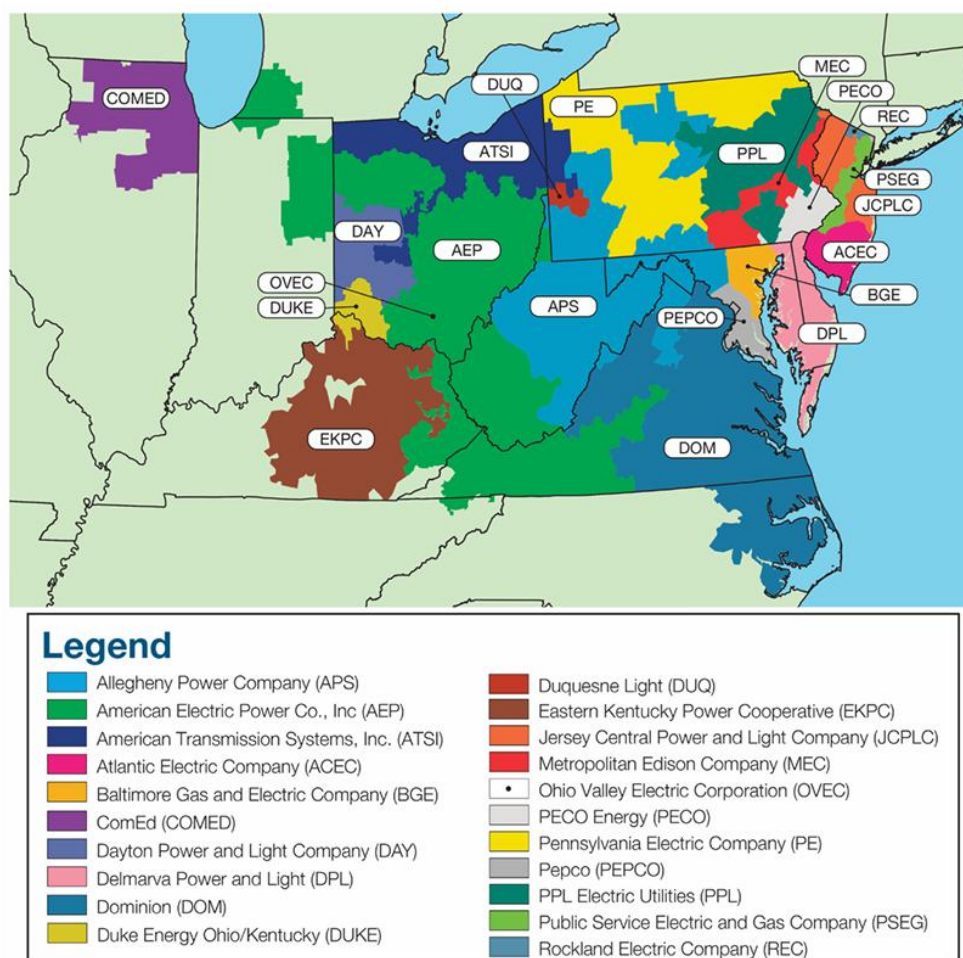 MEC
PECO
REC
DUQ
PE
COMED
ATSI
PPL
PSEG
JCPLC
DAY
AEP
ACEC
OVEC
DUKE
APS
PEPCO
BGE
DPL
EKPC
DOM
Legend
Allegheny Power Company (APS)
American Electric Power Co., Inc (AEP)
American Transmission Systems, Inc. (ATSI)
Atlantic Electric Company (ACEC)
Baltimore Gas and Electric Company (BGE)
ComEd (COMED)
Dayton Power and Light Company (DAY)
Delmarva Power and Light (DPL)
Dominion (DOM)
Duke Energy Ohio/Kentucky (DUKE)
Duquesne Light (DUQ)
Eastern Kentucky Power Cooperative (EKPC)
Jersey Central Power and Light Company (JCPLC)
Metropolitan Edison Company (MEC)
Ohio Valley Electric Corporation (OVEC)
PECO Energy (PECO)
Pennsylvania Electric Company (PE)
Pepco (PEPCO)
PPL Electric Utilities (PPL)
Public Service Electric and Gas Company (PSEG)
Rockland Electric Company (REC)